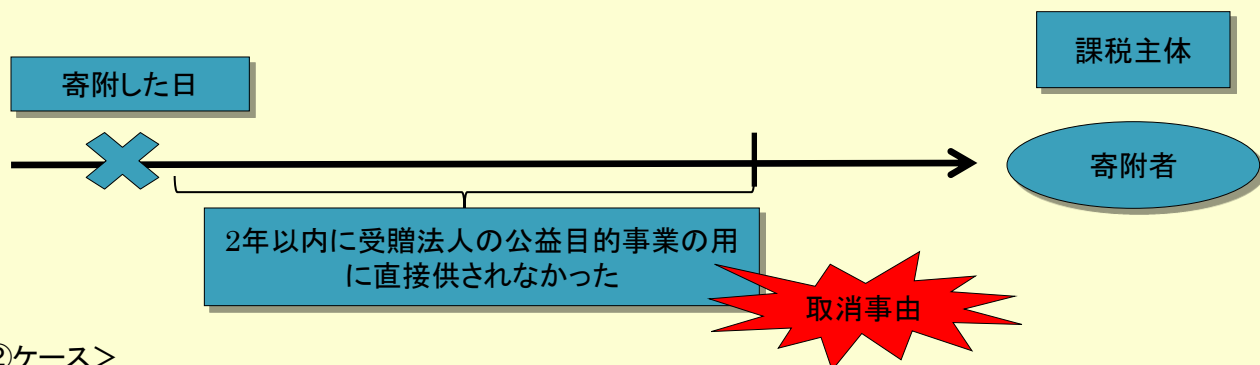 課税主体
寄附した日
寄附者
2年以内に受贈法人の公益目的事業の用
に直接供されなかった
取消事由
②ケース＞